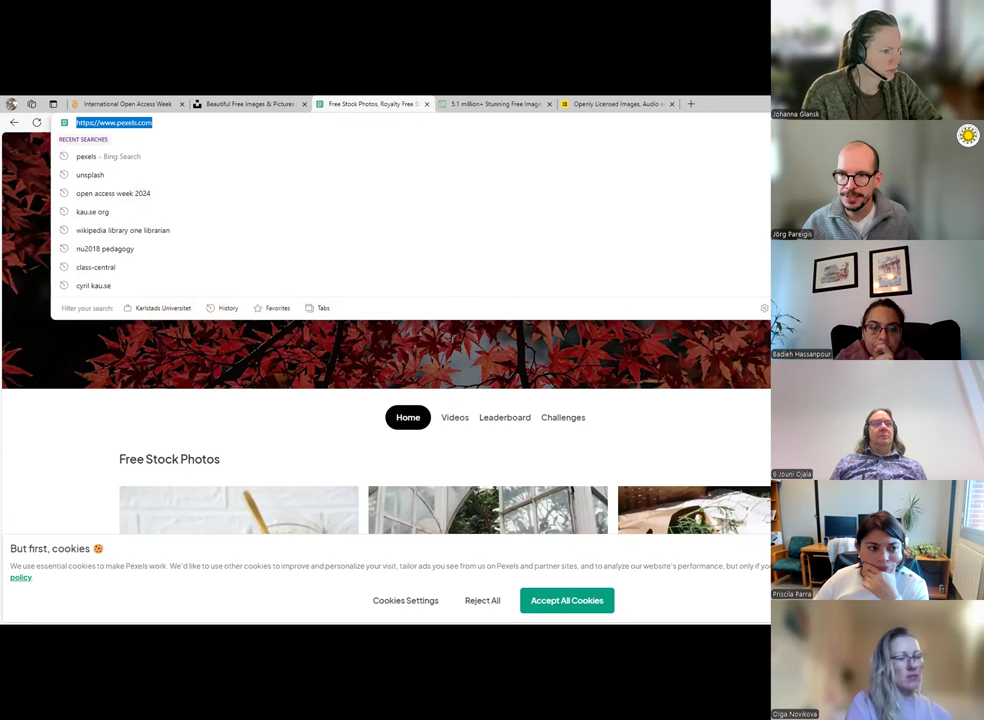 International Open Access Week
Beautiful Free Images & Pictures
Free Stock Photos, Royalty Free S
5.1 million+ Stunning Free Image
Openly Licensed Images, Audio a
https://www.pexels.com
RECENT SEARCHES
pexels - Bing Search
unsplash
open access week 2024
kau.se org
wikipedia library one librarian
nu2018 pedagogy
class-central
cyril kau.se
Filter your search:
Karlstads Universitet
History
Favorites
Tabs
Home
Videos
Leaderboard
Challenges
Free Stock Photos
But first, cookies
We use essential cookies to make Pexels work. We'd like to use other cookies to improve and personalize your visit, tailor ads you see from us on Pexels and partner sites, and to analyze our website's performance, but only if you
policy
Cookies Settings
Reject All
Accept All Cookies
Johanna Glansk
Jörg Pareigis
Badieh Hassanpour
6 Jouni Ojala
Priscila Parra
Olga Novikova